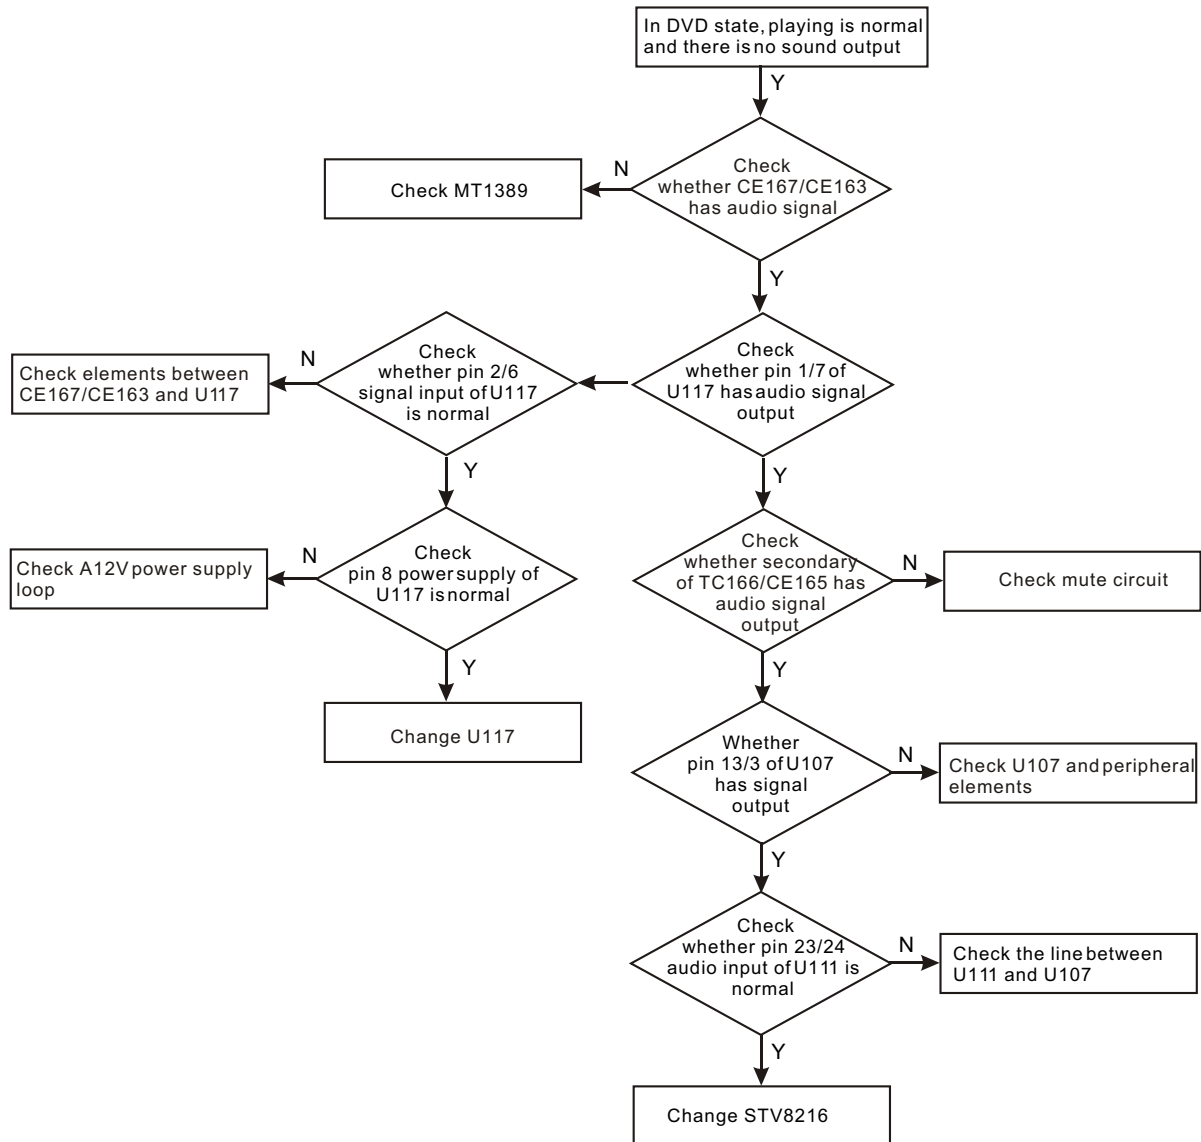 In DVD state, playing is normal
and there is no sound output
Y
Check
whether CE167/CE163
has audio signal
N
Check MT1389
Y
Check
whether pin 1/7 of
U117 has audio signal
output
Check
whether pin 2/6
signal input of U117
is normal
N
Check elements between
CE167/CE163 and U117
Y
Y
Check
pin 8 power supply of
U117 is normal
N
Check A12V power supply
loop
Check
whether secondary
of TC166/CE165 has
audio signal
output
N
Check mute circuit
Y
Y
Change U117
Whether
pin 13/3 of U107
has signal
output
N
Check U107 and peripheral
elements
Y
Check
whether pin 23/24
audio input of U111 is
normal
N
Check the line between
U111 and U107
Y
Change STV8216